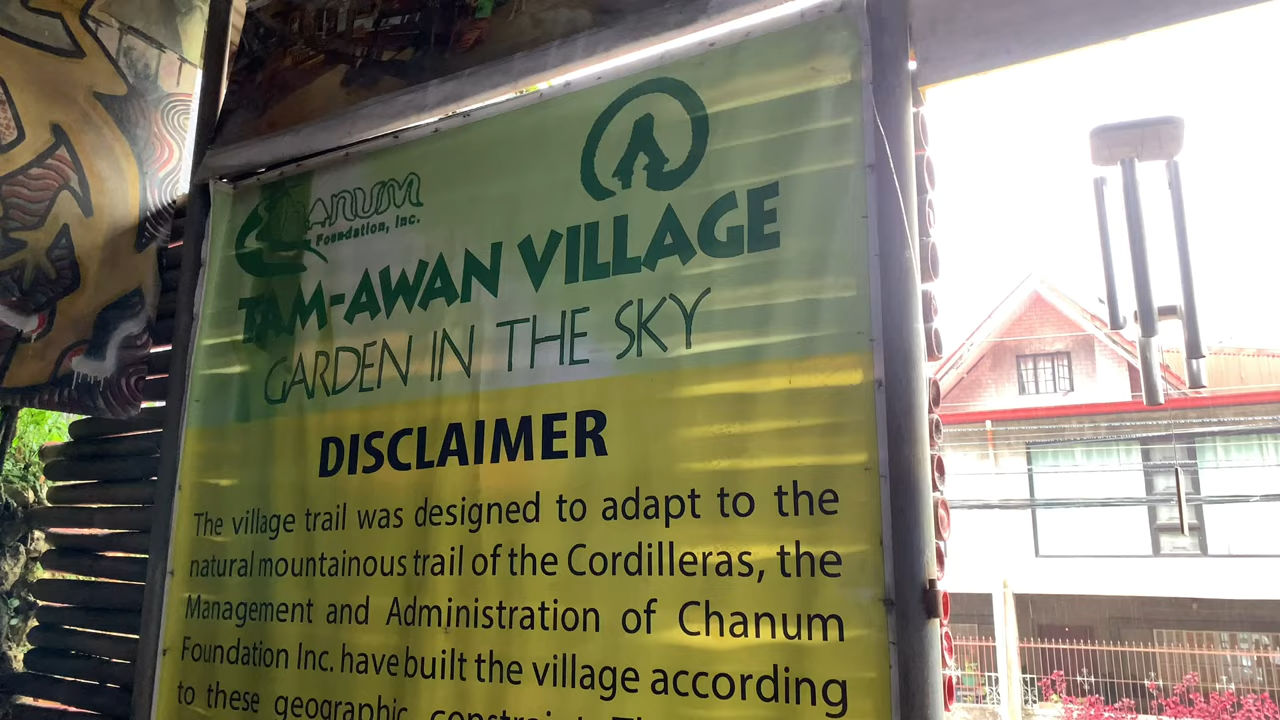 Chanum
Foundation, Inc.
TAM-AWAN VILLAGE
GARDEN IN THE SKY
DISCLAIMER
The village trail was designed to adapt to the
natural mountainous trail of the Cordilleras, the
Management and Administration of Chanum
Foundation Inc. have built the village according
to these geographic